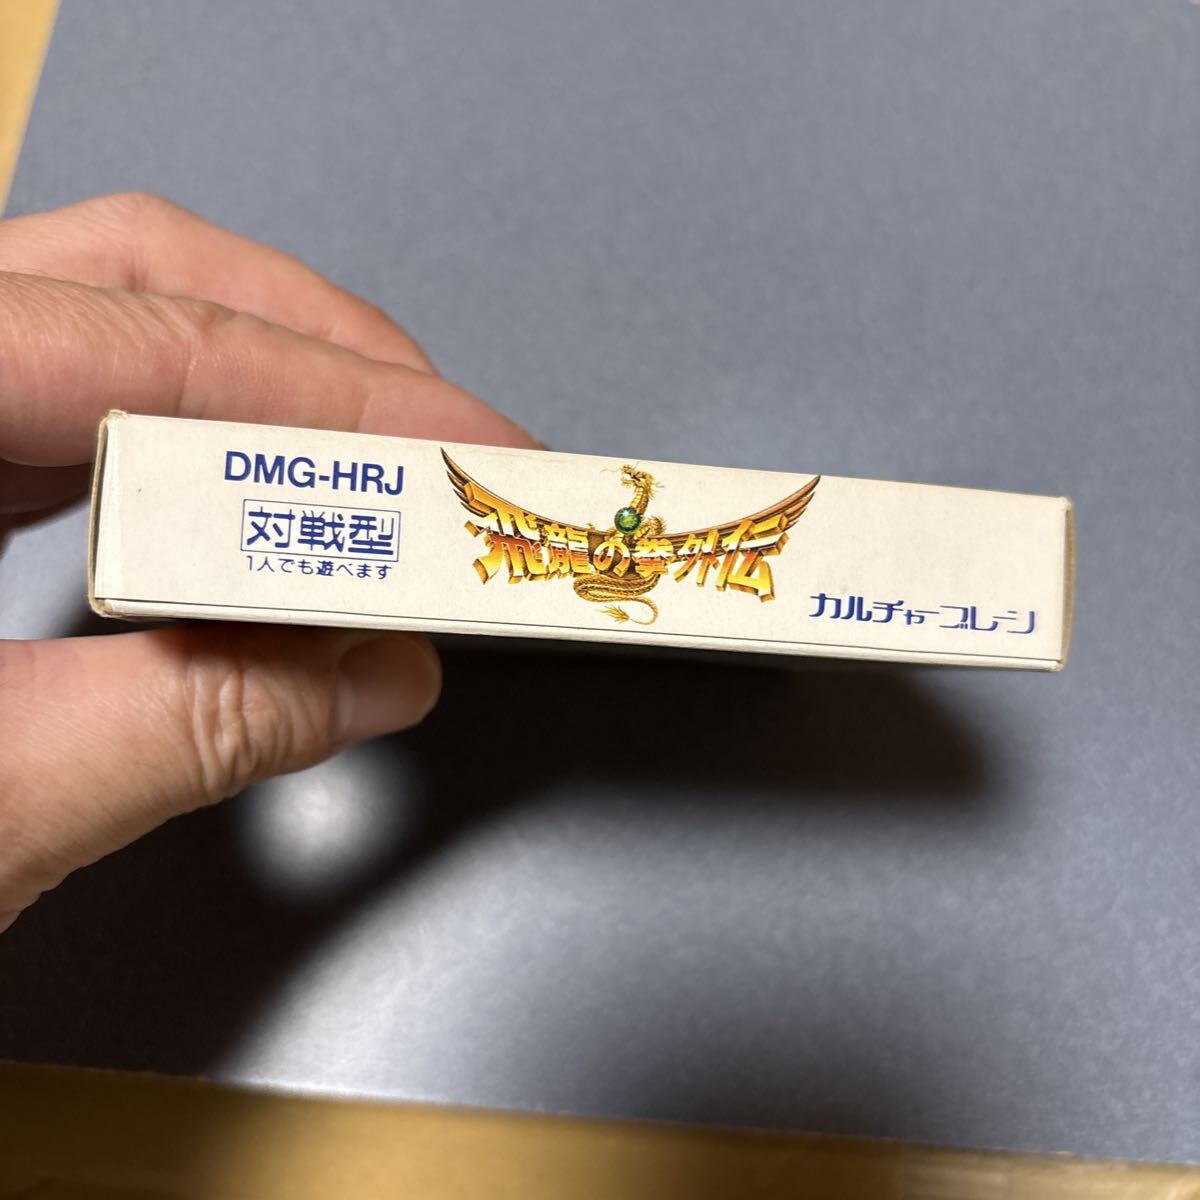 DMG-HRJ
対戦型
1人でも遊べます
飛龍の拳外伝
カルチャーブレーン